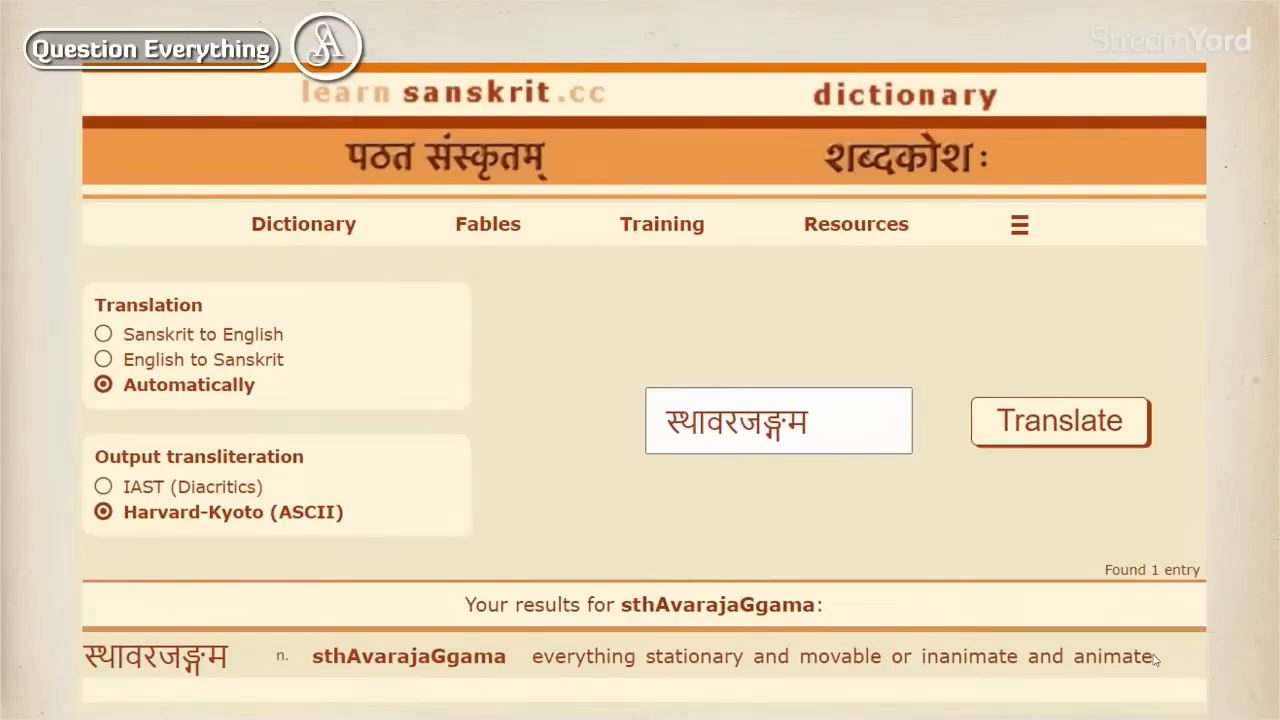 Question Everything
StreamYard
learn sanskrit.cc dictionary
पठत संस्कृतम् शब्दकोशः
Dictionary Fables Training Resources
Translation
Sanskrit to English
English to Sanskrit
Automatically
स्थावरजङ्गम Translate
Output transliteration
IAST (Diacritics)
Harvard-Kyoto (ASCII)
Found 1 entry
Your results for sthAvarajaGgama:
स्थावरजङ्गम n. sthAvarajaGgama everything stationary and movable or inanimate and animate